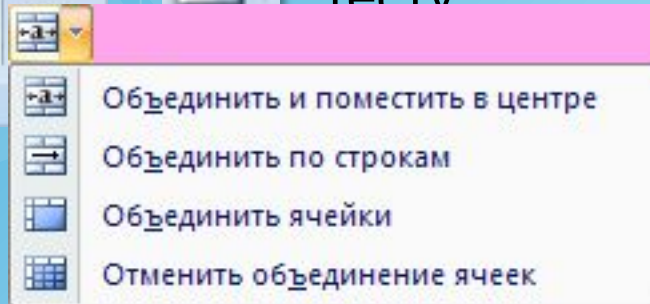 Объединить и поместить в центре
Объединить по строкам
Объединить ячейки
Отменить объединение ячеек